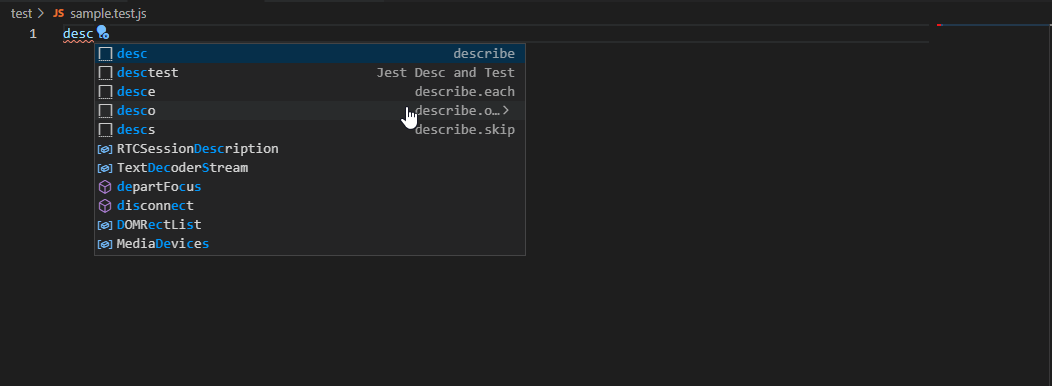 test > JS sample.test.js
1 desc
desc describe
desctest Jest Desc and Test
desce describe.each
desco describe.o…>
descs describe.skip
RTCSessionDescription
TextDecoderStream
departFocus
disconnect
DOMRectList
MediaDevices